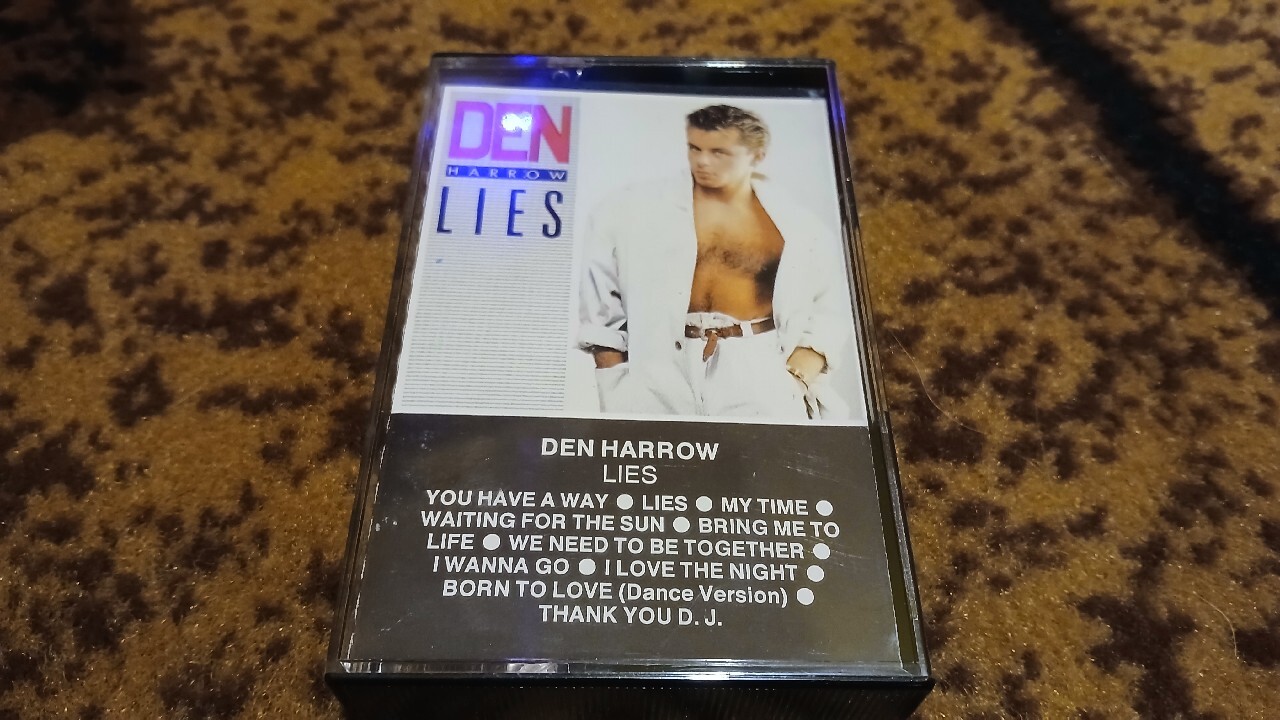 DEN
HARROW
LIES
DEN HARROW
LIES
YOU HAVE A WAY ● LIES ● MY TIME ●
WAITING FOR THE SUN ● BRING ME TO
LIFE ● WE NEED TO BE TOGETHER ●
I WANNA GO ● I LOVE THE NIGHT ●
BORN TO LOVE (Dance Version) ●
THANK YOU D. J.